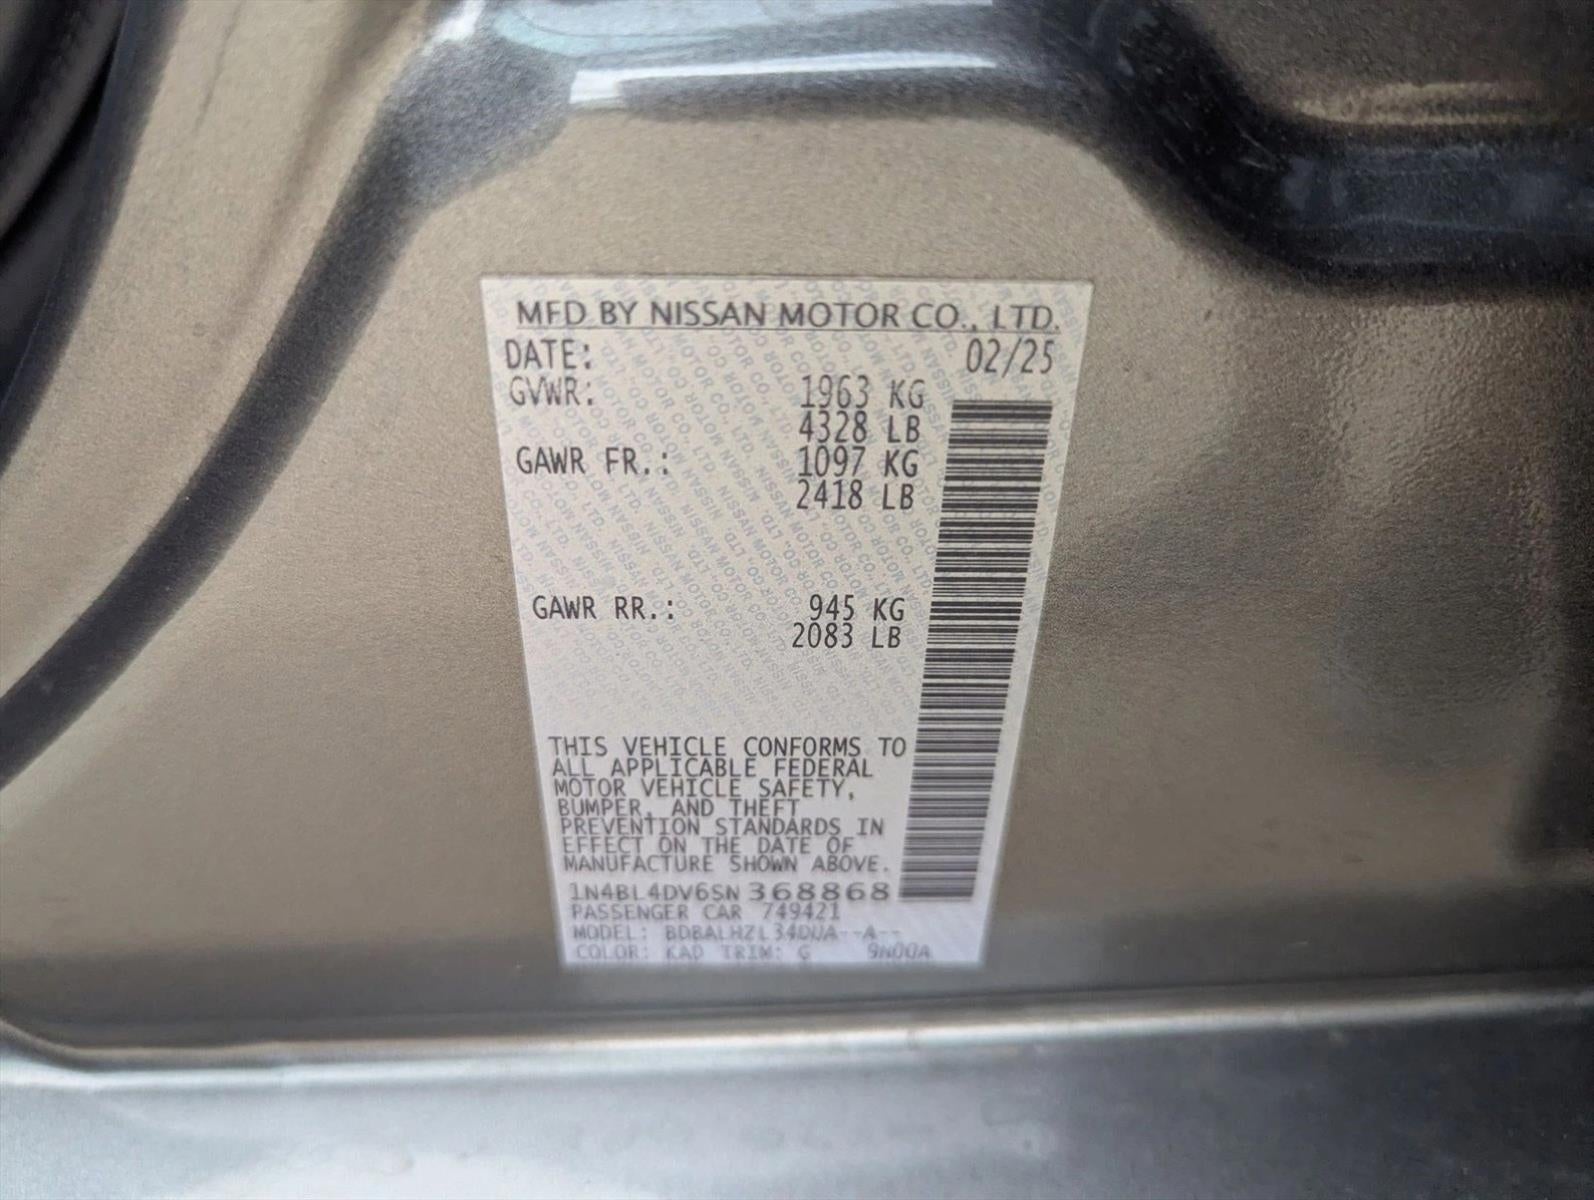 MFD BY NISSAN MOTOR CO., LTD.
DATE: 02/25
GVWR: 1963 KG
4328 LB
GAWR FR.: 1097 KG
2418 LB
GAWR RR.: 945 KG
2083 LB
THIS VEHICLE CONFORMS TO
ALL APPLICABLE FEDERAL
MOTOR VEHICLE SAFETY,
BUMPER, AND THEFT
PREVENTION STANDARDS IN
EFFECT ON THE DATE OF
MANUFACTURE SHOWN ABOVE.
1N4BL4DV6SN368868
PASSENGER CAR 749421
MODEL: BDBALHZL34DUA--A--
COLOR: KAD TRIM: G 9N00A